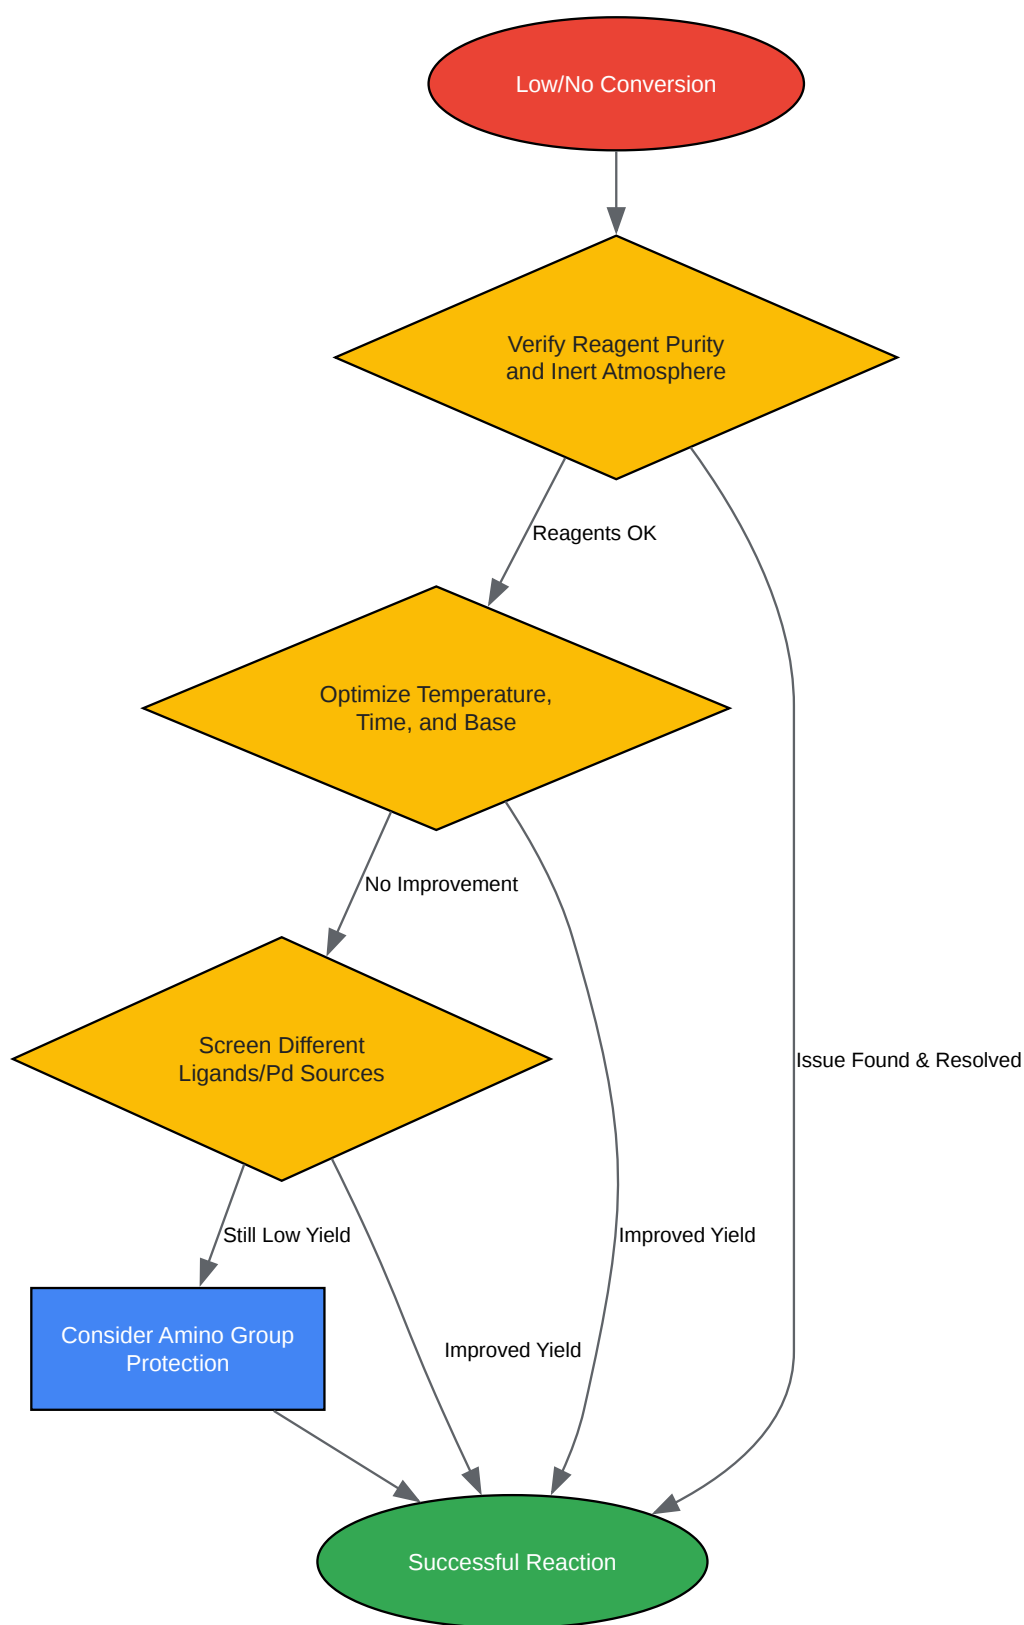 Low/No Conversion
Verify Reagent Purity
and Inert Atmosphere
Reagents OK
Optimize Temperature,
Time, and Base
No Improvement
Screen Different
Ligands/Pd Sources
Issue Found & Resolved
Still Low Yield
Improved Yield
Consider Amino Group
Protection
Improved Yield
Successful Reaction